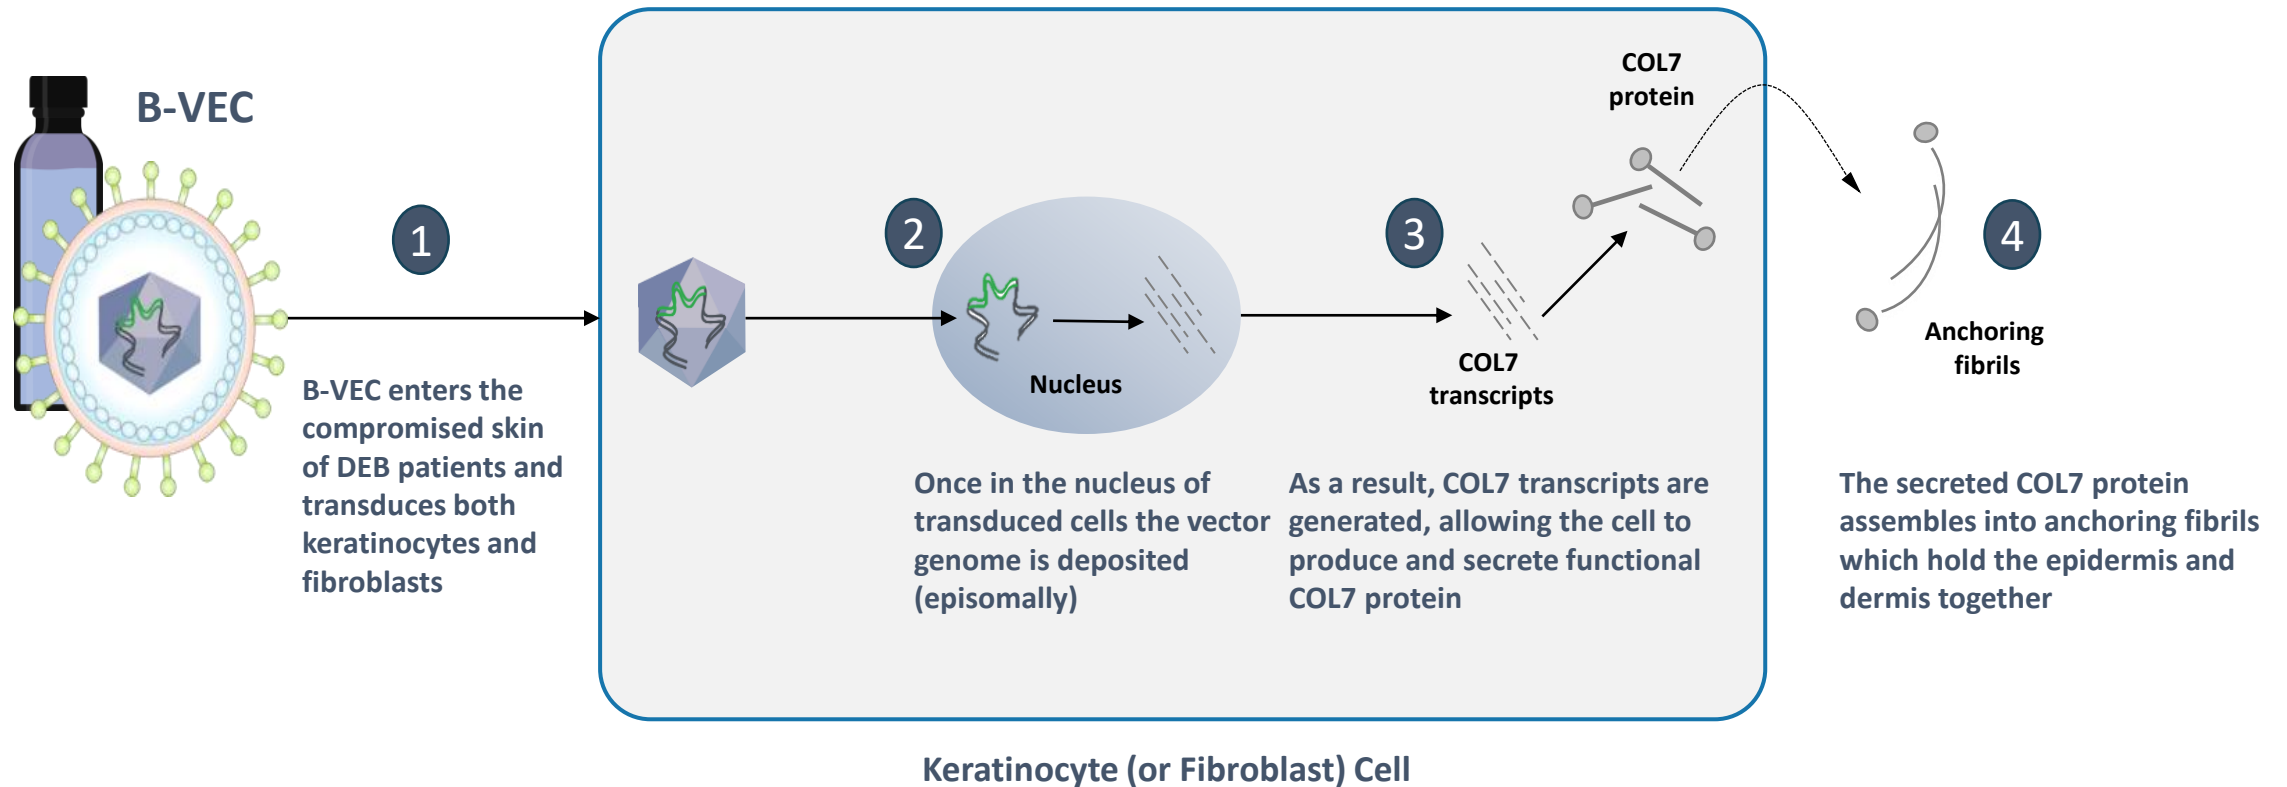 B-VEC
1
B-VEC enters the
compromised skin
of DEB patients and
transduces both
keratinocytes and
fibroblasts
2
Nucleus
Once in the nucleus of
transduced cells the vector
genome is deposited
(episomally)
3
COL7
transcripts
COL7
protein
As a result, COL7 transcripts are
generated, allowing the cell to
produce and secrete functional
COL7 protein
4
Anchoring
fibrils
The secreted COL7 protein
assembles into anchoring fibrils
which hold the epidermis and
dermis together
Keratinocyte (or Fibroblast) Cell